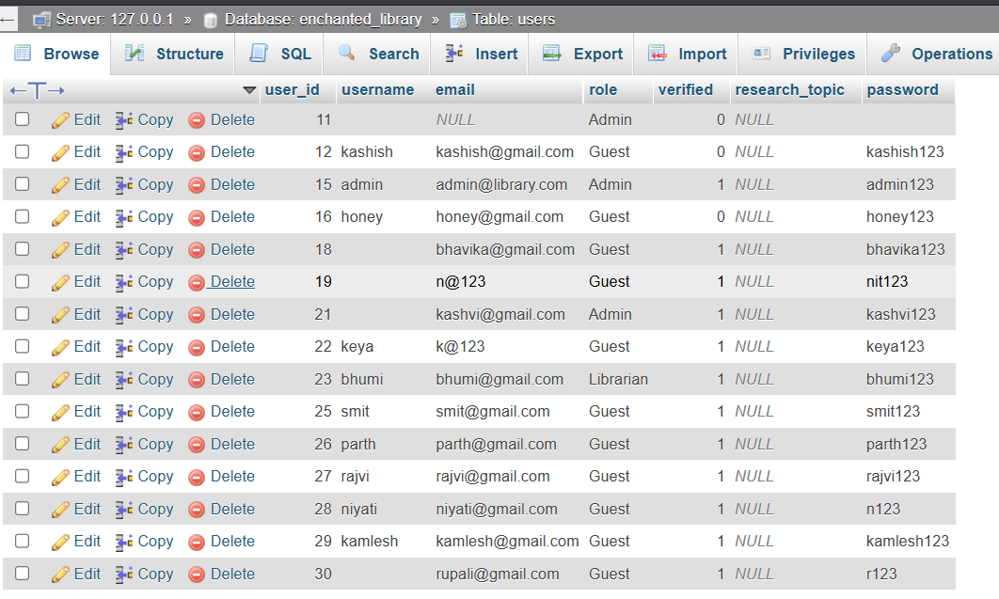 ← Server: 127.0.0.1 » Database: enchanted_library » Table: users
Browse Structure SQL Search Insert Export Import Privileges Operations
←T→ user_id username email role verified research_topic password
Edit Copy Delete 11 NULL Admin 0 NULL
Edit Copy Delete 12 kashish kashish@gmail.com Guest 0 NULL kashish123
Edit Copy Delete 15 admin admin@library.com Admin 1 NULL admin123
Edit Copy Delete 16 honey honey@gmail.com Guest 0 NULL honey123
Edit Copy Delete 18 bhavika@gmail.com Guest 1 NULL bhavika123
Edit Copy Delete 19 n@123 Guest 1 NULL nit123
Edit Copy Delete 21 kashvi@gmail.com Admin 1 NULL kashvi123
Edit Copy Delete 22 keya k@123 Guest 1 NULL keya123
Edit Copy Delete 23 bhumi bhumi@gmail.com Librarian 1 NULL bhumi123
Edit Copy Delete 25 smit smit@gmail.com Guest 1 NULL smit123
Edit Copy Delete 26 parth parth@gmail.com Guest 1 NULL parth123
Edit Copy Delete 27 rajvi rajvi@gmail.com Guest 1 NULL rajvi123
Edit Copy Delete 28 niyati niyati@gmail.com Guest 1 NULL n123
Edit Copy Delete 29 kamlesh kamlesh@gmail.com Guest 1 NULL kamlesh123
Edit Copy Delete 30 rupali@gmail.com Guest 1 NULL r123